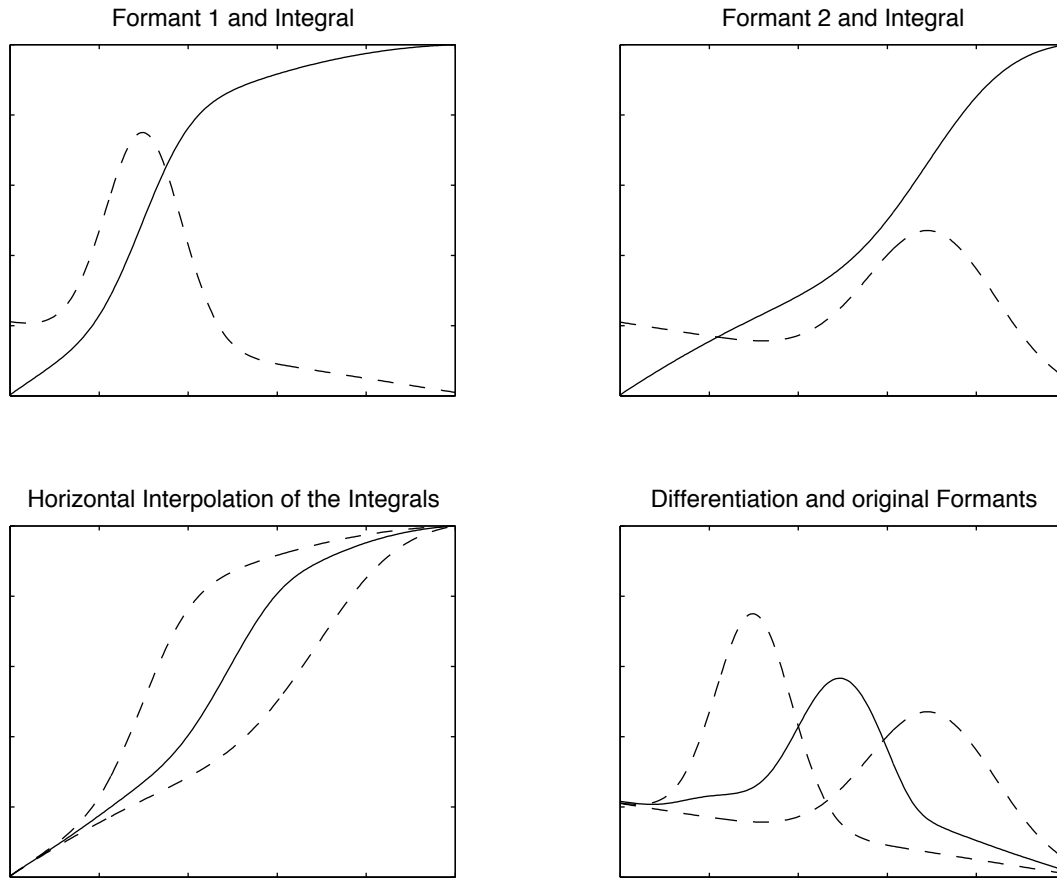 Formant 1 and Integral
Formant 2 and Integral
Horizontal Interpolation of the Integrals
Differentiation and original Formants